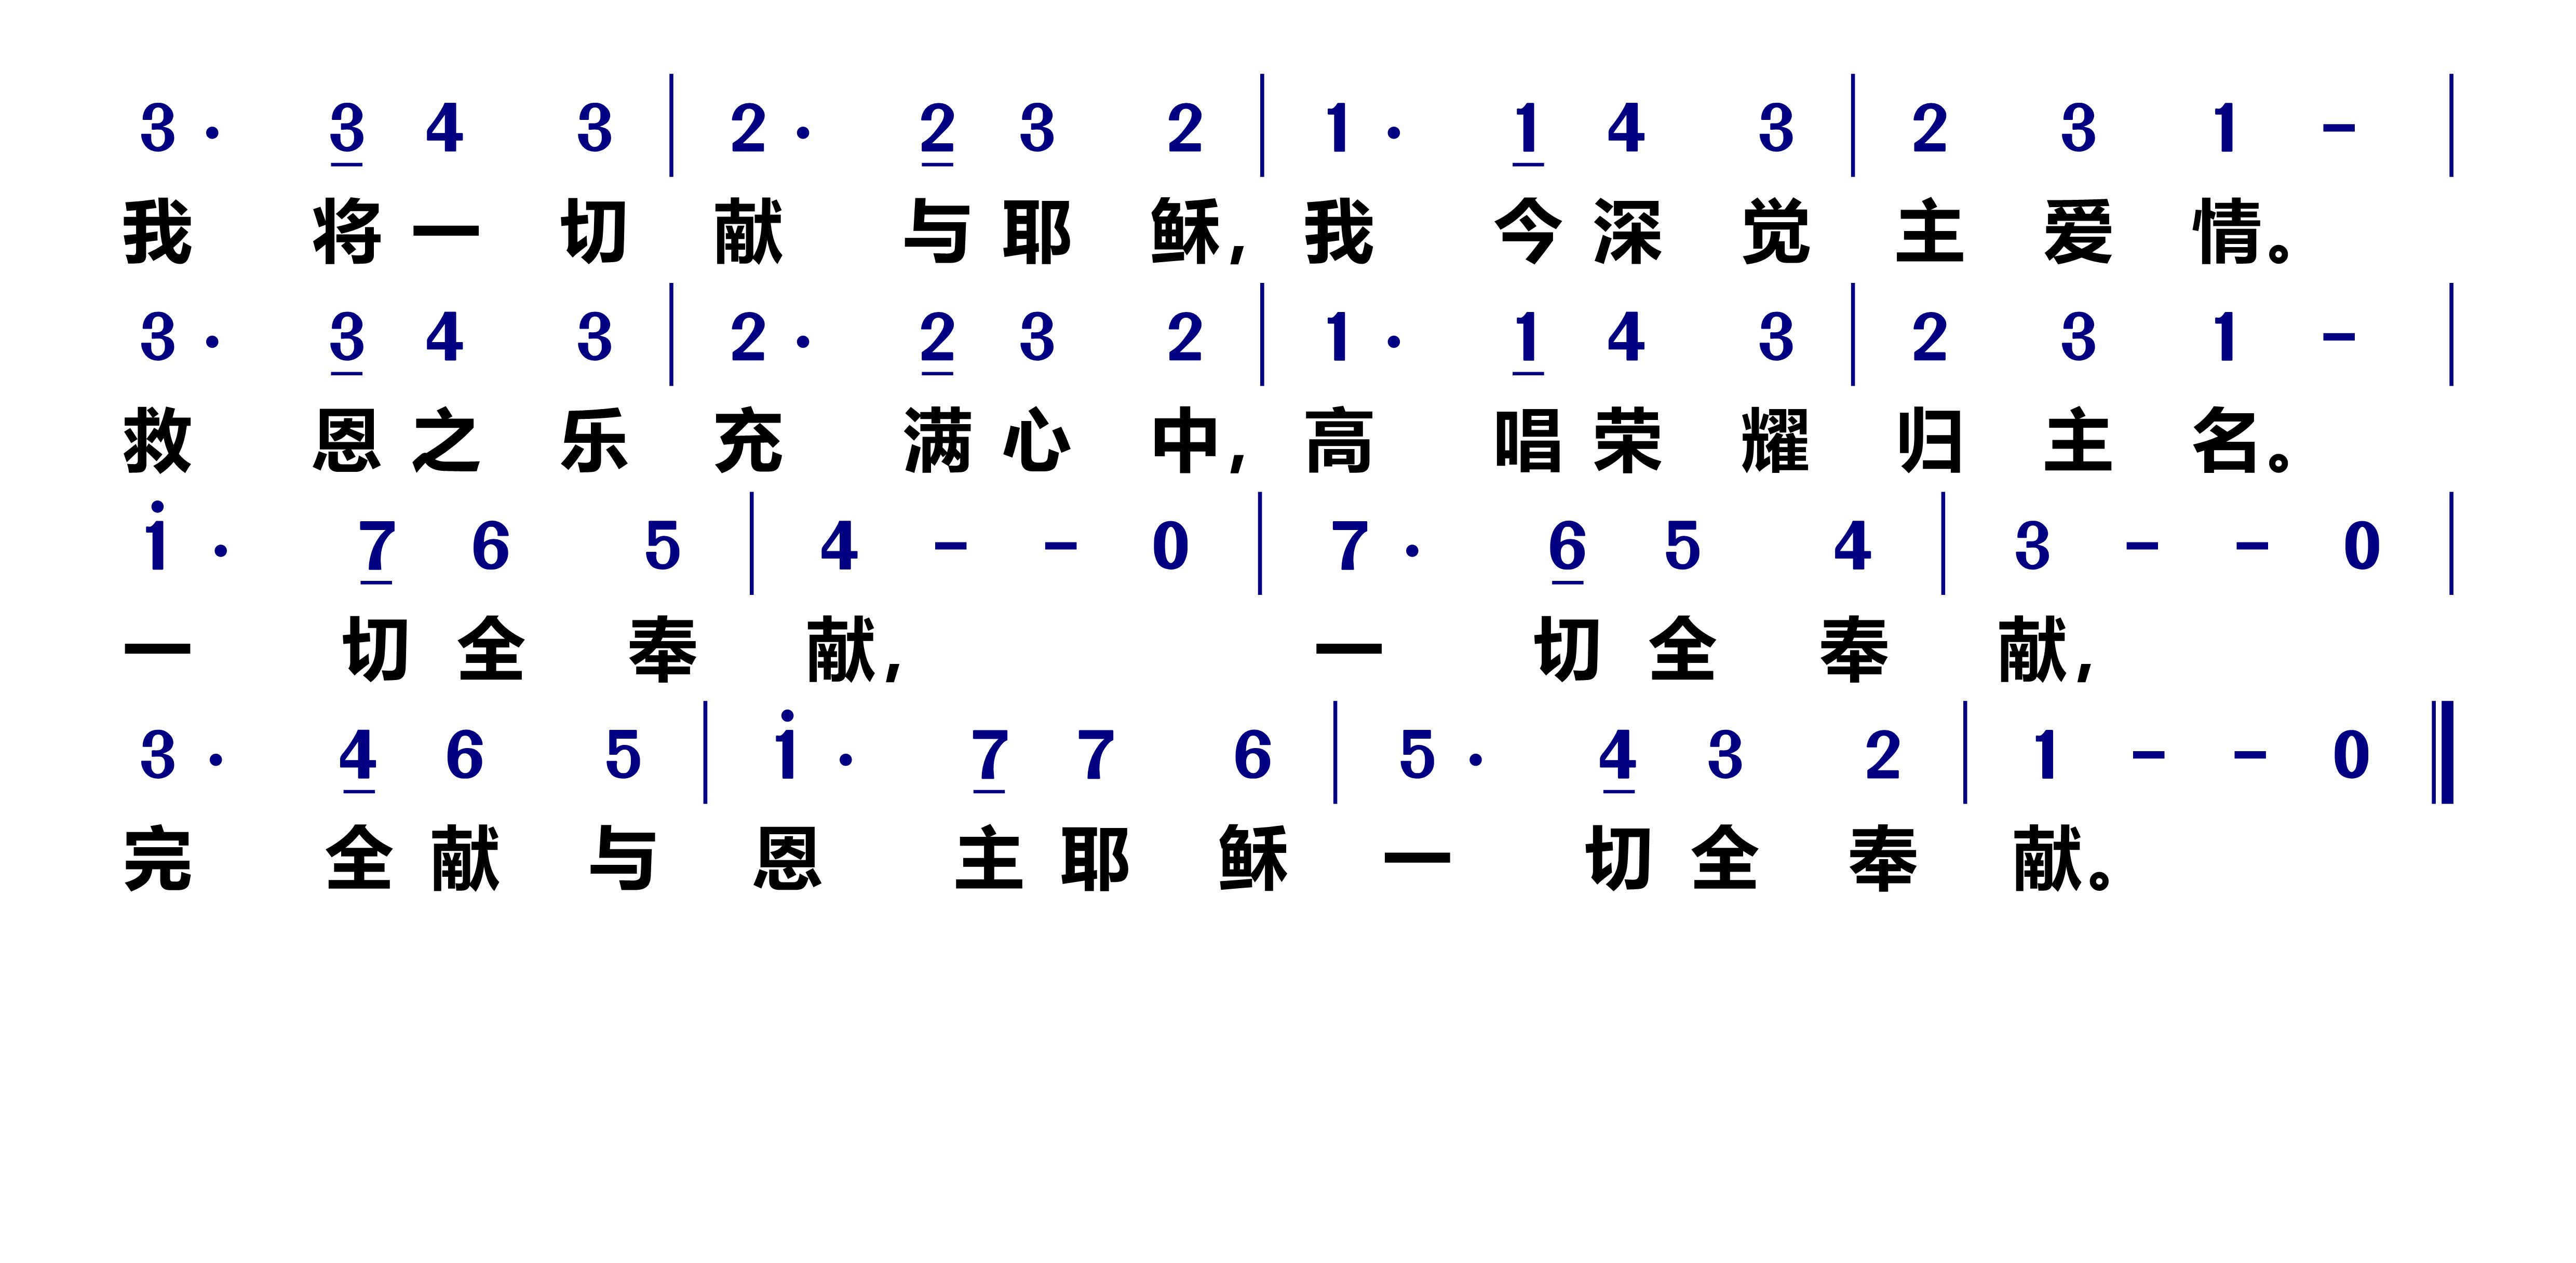 3· 3 4 3 | 2· 2 3 2 | 1· 1 4 3 | 2 3 1 - |
我 将 一 切 献 与 耶 稣, 我 今 深 觉 主 爱 情。
3· 3 4 3 | 2· 2 3 2 | 1· 1 4 3 | 2 3 1 - |
救 恩 之 乐 充 满 心 中, 高 唱 荣 耀 归 主 名。
1̇· 7 6 5 | 4 - - 0 | 7· 6 5 4 | 3 - - 0 |
一 切 全 奉 献, 一 切 全 奉 献,
3· 4 6 5 | 1̇· 7 7 6 | 5· 4 3 2 | 1 - - 0 ‖
完 全 献 与 恩 主 耶 稣 一 切 全 奉 献。